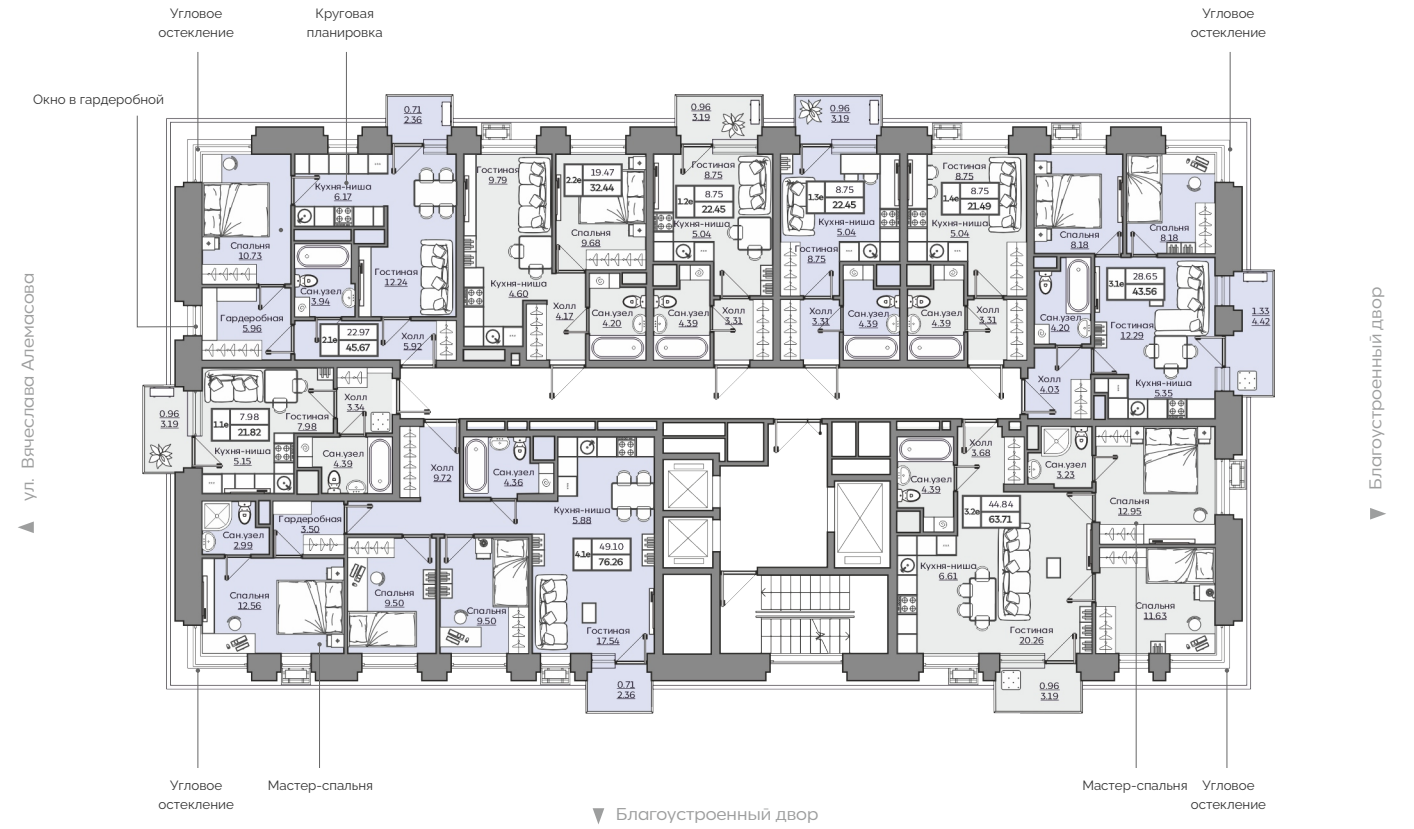 Угловое
остекление
Круговая
планировка
Угловое
остекление
Окно в гардеробной
ул. Вячеслава Алемасова
Благоустроенный двор
0.71
2.36
0.96
3.19
0.96
3.19
Спальня
10.73
Кухня-ниша
6.17
Гостиная
12.24
Сан.узел
3.94
Гардеробная
5.96
2.1е
22.97
45.67
Холл
5.92
Гостиная
9.79
2.2е
19.47
32.44
Спальня
9.68
Кухня-ниша
4.60
Холл
4.17
Сан.узел
4.20
Гостиная
8.75
1.2е
8.75
22.45
Кухня-ниша
5.04
Сан.узел
4.39
Холл
3.31
1.3е
8.75
22.45
Кухня-ниша
5.04
Гостиная
8.75
Холл
3.31
Сан.узел
4.39
Гостиная
8.75
1.4е
8.75
21.49
Кухня-ниша
5.04
Сан.узел
4.39
Холл
3.31
Спальня
8.18
Спальня
8.18
3.1е
28.65
43.56
Сан.узел
4.20
Гостиная
12.29
1.33
4.42
Холл
4.03
Кухня-ниша
5.35
0.96
3.19
1.1е
7.98
21.82
Гостиная
7.98
Холл
3.34
Кухня-ниша
5.15
Сан.узел
4.39
Холл
9.72
Сан.узел
4.36
Кухня-ниша
5.88
Сан.узел
2.99
Гардеробная
3.50
4.1е
49.10
76.26
Спальня
12.56
Спальня
9.50
Спальня
9.50
Гостиная
17.54
0.71
2.36
Холл
3.68
Сан.узел
4.39
Сан.узел
3.23
3.2е
44.84
63.71
Спальня
12.95
Кухня-ниша
6.61
Спальня
11.63
Гостиная
20.26
0.96
3.19
Угловое
остекление
Мастер-спальня
Мастер-спальня
Угловое
остекление
Благоустроенный двор